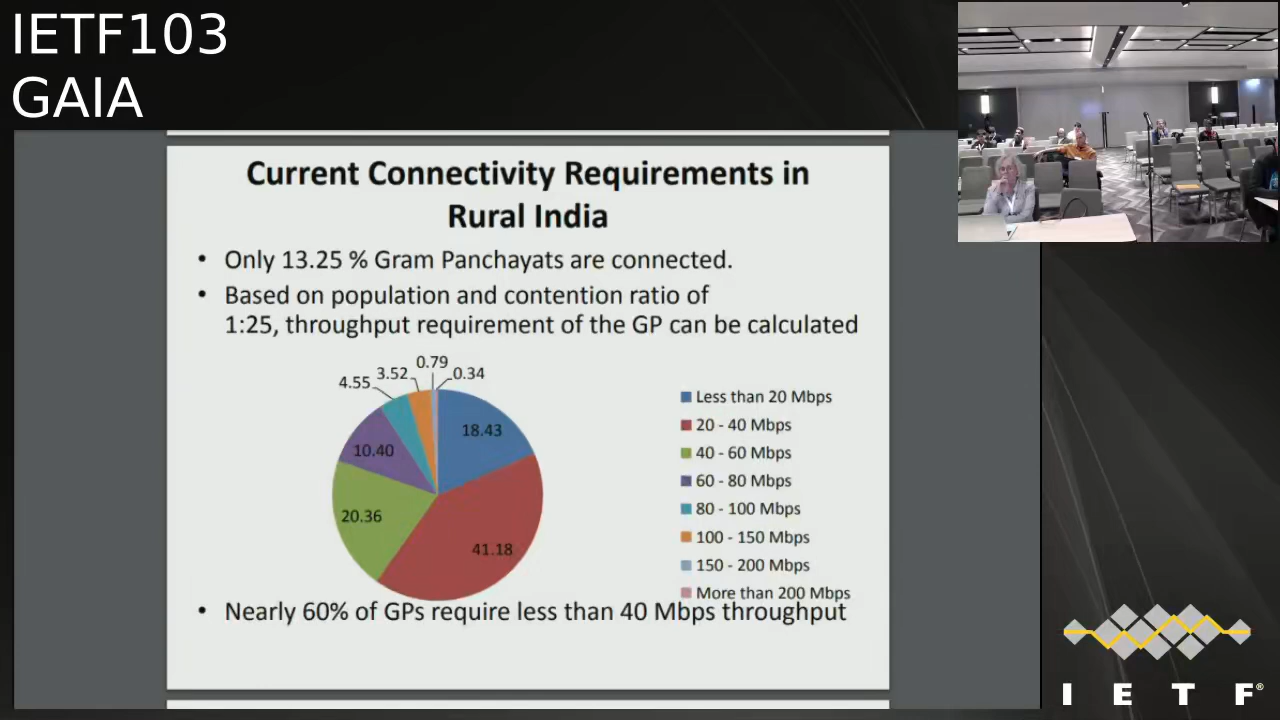 IETF103
GAIA
Current Connectivity Requirements in
Rural India
• Only 13.25 % Gram Panchayats are connected.
• Based on population and contention ratio of
1:25, throughput requirement of the GP can be calculated
0.79
3.52
0.34
4.55
18.43
10.40
20.36
41.18
Less than 20 Mbps
20 - 40 Mbps
40 - 60 Mbps
60 - 80 Mbps
80 - 100 Mbps
100 - 150 Mbps
150 - 200 Mbps
More than 200 Mbps
• Nearly 60% of GPs require less than 40 Mbps throughput
I E T F®